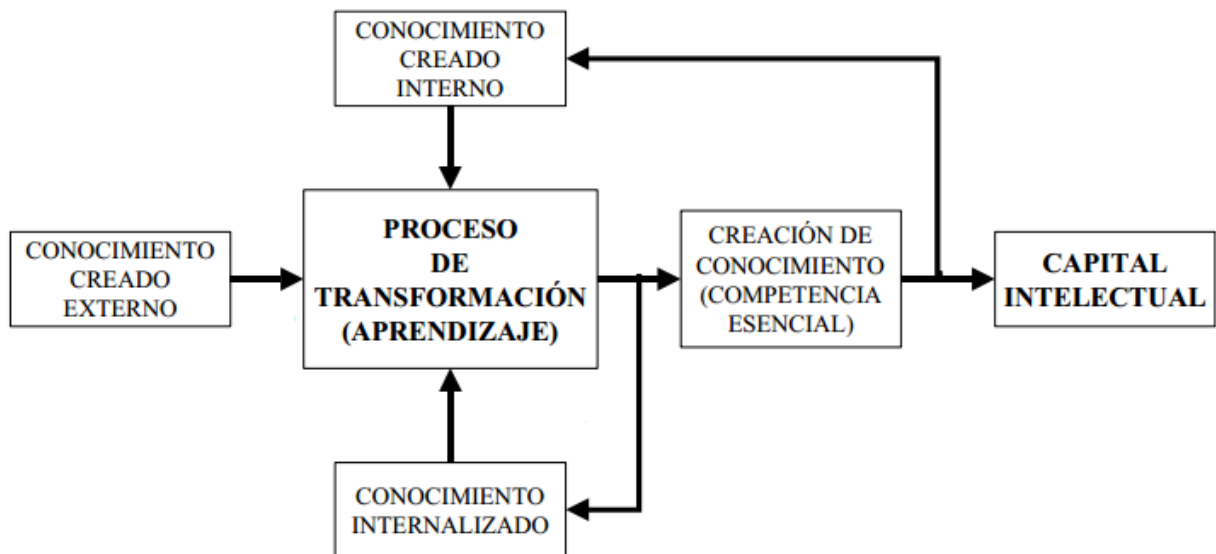 CONOCIMIENTO
CREADO
INTERNO
CONOCIMIENTO
CREADO
EXTERNO
PROCESO
DE
TRANSFORMACIÓN
(APRENDIZAJE)
CREACIÓN DE
CONOCIMIENTO
(COMPETENCIA
ESENCIAL)
CAPITAL
INTELECTUAL
CONOCIMIENTO
INTERNALIZADO